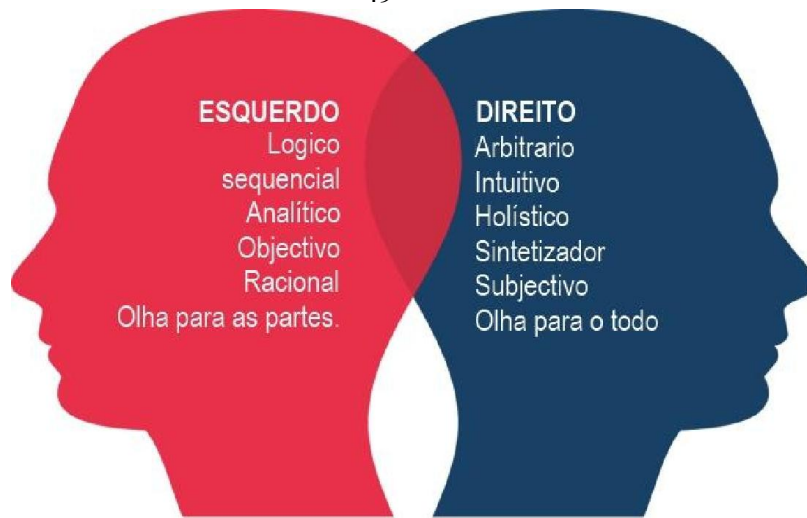 ESQUERDO
Logico
sequencial
Analítico
Objectivo
Racional
Olha para as partes.
DIREITO
Arbitrario
Intuitivo
Holístico
Sintetizador
Subjectivo
Olha para o todo